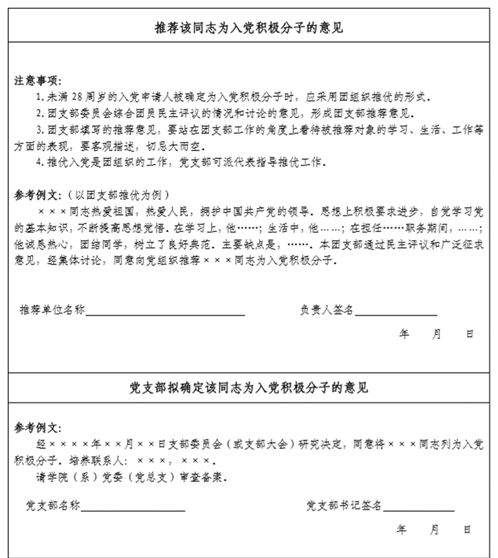 推荐该同志为入党积极分子的意见
注意事项：
1.未满 28 周岁的入党申请人被确定为入党积极分子时，应采用团组织推优的形式。
2.团支部委员会综合团员民主评议的情况和讨论的意见，形成团支部推荐意见。
3.团支部填写的推荐意见，要站在团支部工作的角度上看待被推荐对象的学习、生活、工作等
方面的表现，要客观描述，切忌大而空。
4.推优入党是团组织的工作，党支部可派代表指导推优工作。
参考例文：（以团支部推优为例）
×××同志热爱祖国，热爱人民，拥护中国共产党的领导。思想上积极要求进步，自觉学习党
的基本知识，不断提高思想觉悟。在学习上，他……；生活中，他……；在担任……职务期间，……；
他诚恳热心，团结同学，树立了良好典范。主要缺点是，……。本团支部通过民主评议和广泛征求
意见，经集体讨论，同意向党组织推荐×××同志为入党积极分子。
推荐单位名称 负责人签名
年 月 日
党支部拟确定该同志为入党积极分子的意见
参考例文：
经××××年××月××日支部委员会（或支部大会）研究决定，同意将×××同志列为入党
积极分子。培养联系人：×××，×××。
请学院（系）党委（党总支）审查备案。
党支部名称 党支部书记签名
年 月 日